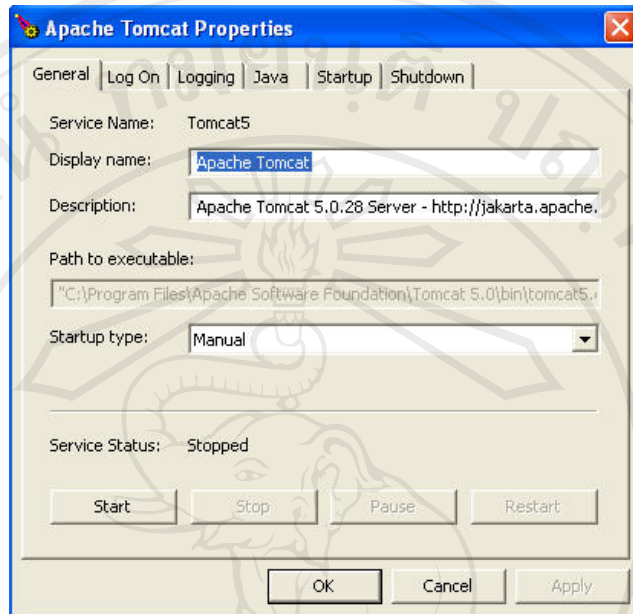 Apache Tomcat Properties
General Log On Logging Java Startup Shutdown
Service Name: Tomcat5
Display name: Apache Tomcat
Description: Apache Tomcat 5.0.28 Server - http://jakarta.apache.
Path to executable:
"C:\Program Files\Apache Software Foundation\Tomcat 5.0\bin\tomcat5.
Startup type: Manual
Service Status: Stopped
Start Stop Pause Restart
OK Cancel Apply